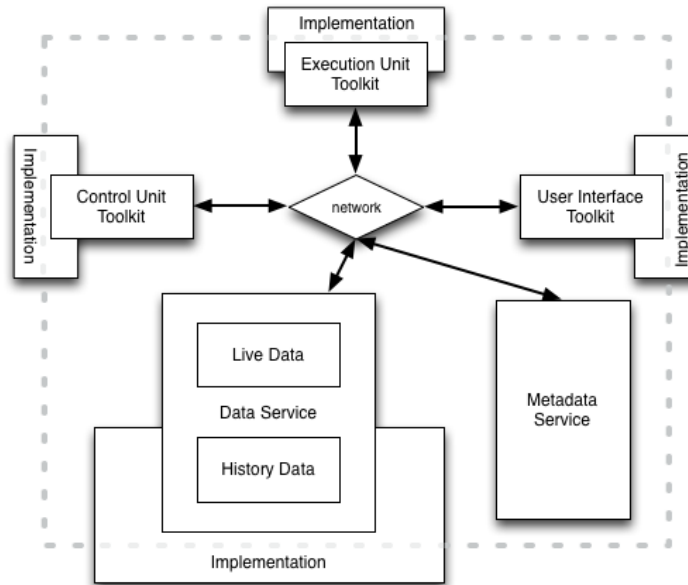 Implementation
Execution Unit
Toolkit
Implementation
Control Unit
Toolkit
network
User Interface
Toolkit
Implementation
Live Data
Data Service
History Data
Metadata
Service
Implementation